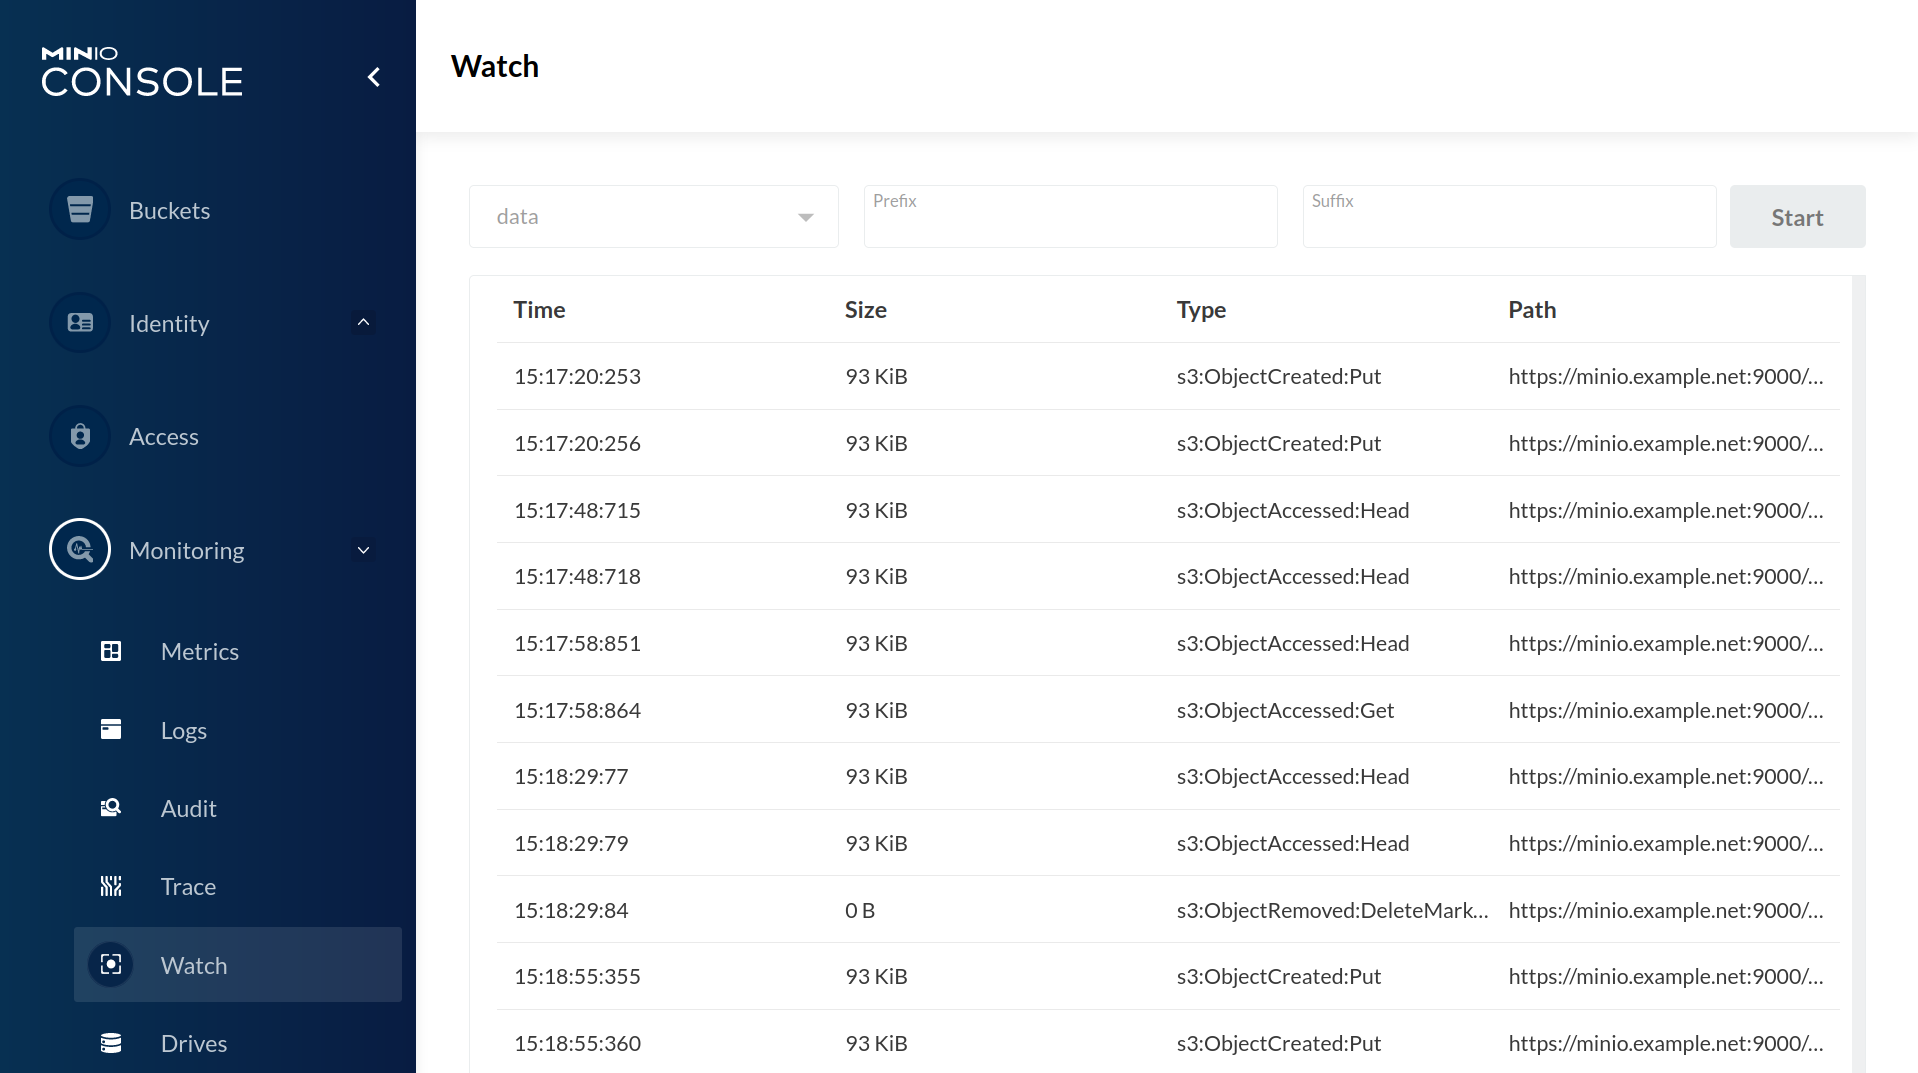 MINIO
CONSOLE
Buckets
Identity
Access
Monitoring
Metrics
Logs
Audit
Trace
Watch
Drives
Watch
data
Prefix
Suffix
Start
Time Size Type Path
15:17:20:253 93 KiB s3:ObjectCreated:Put https://minio.example.net:9000/...
15:17:20:256 93 KiB s3:ObjectCreated:Put https://minio.example.net:9000/...
15:17:48:715 93 KiB s3:ObjectAccessed:Head https://minio.example.net:9000/...
15:17:48:718 93 KiB s3:ObjectAccessed:Head https://minio.example.net:9000/...
15:17:58:851 93 KiB s3:ObjectAccessed:Head https://minio.example.net:9000/...
15:17:58:864 93 KiB s3:ObjectAccessed:Get https://minio.example.net:9000/...
15:18:29:77 93 KiB s3:ObjectAccessed:Head https://minio.example.net:9000/...
15:18:29:79 93 KiB s3:ObjectAccessed:Head https://minio.example.net:9000/...
15:18:29:84 0 B s3:ObjectRemoved:DeleteMark... https://minio.example.net:9000/...
15:18:55:355 93 KiB s3:ObjectCreated:Put https://minio.example.net:9000/...
15:18:55:360 93 KiB s3:ObjectCreated:Put https://minio.example.net:9000/...